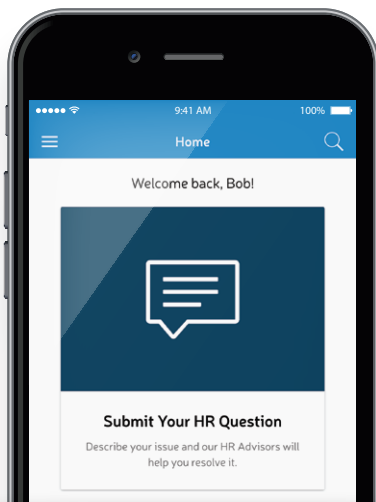 9:41 AM
100%
Home
Welcome back, Bob!
Submit Your HR Question
Describe your issue and our HR Advisors will
help you resolve it.